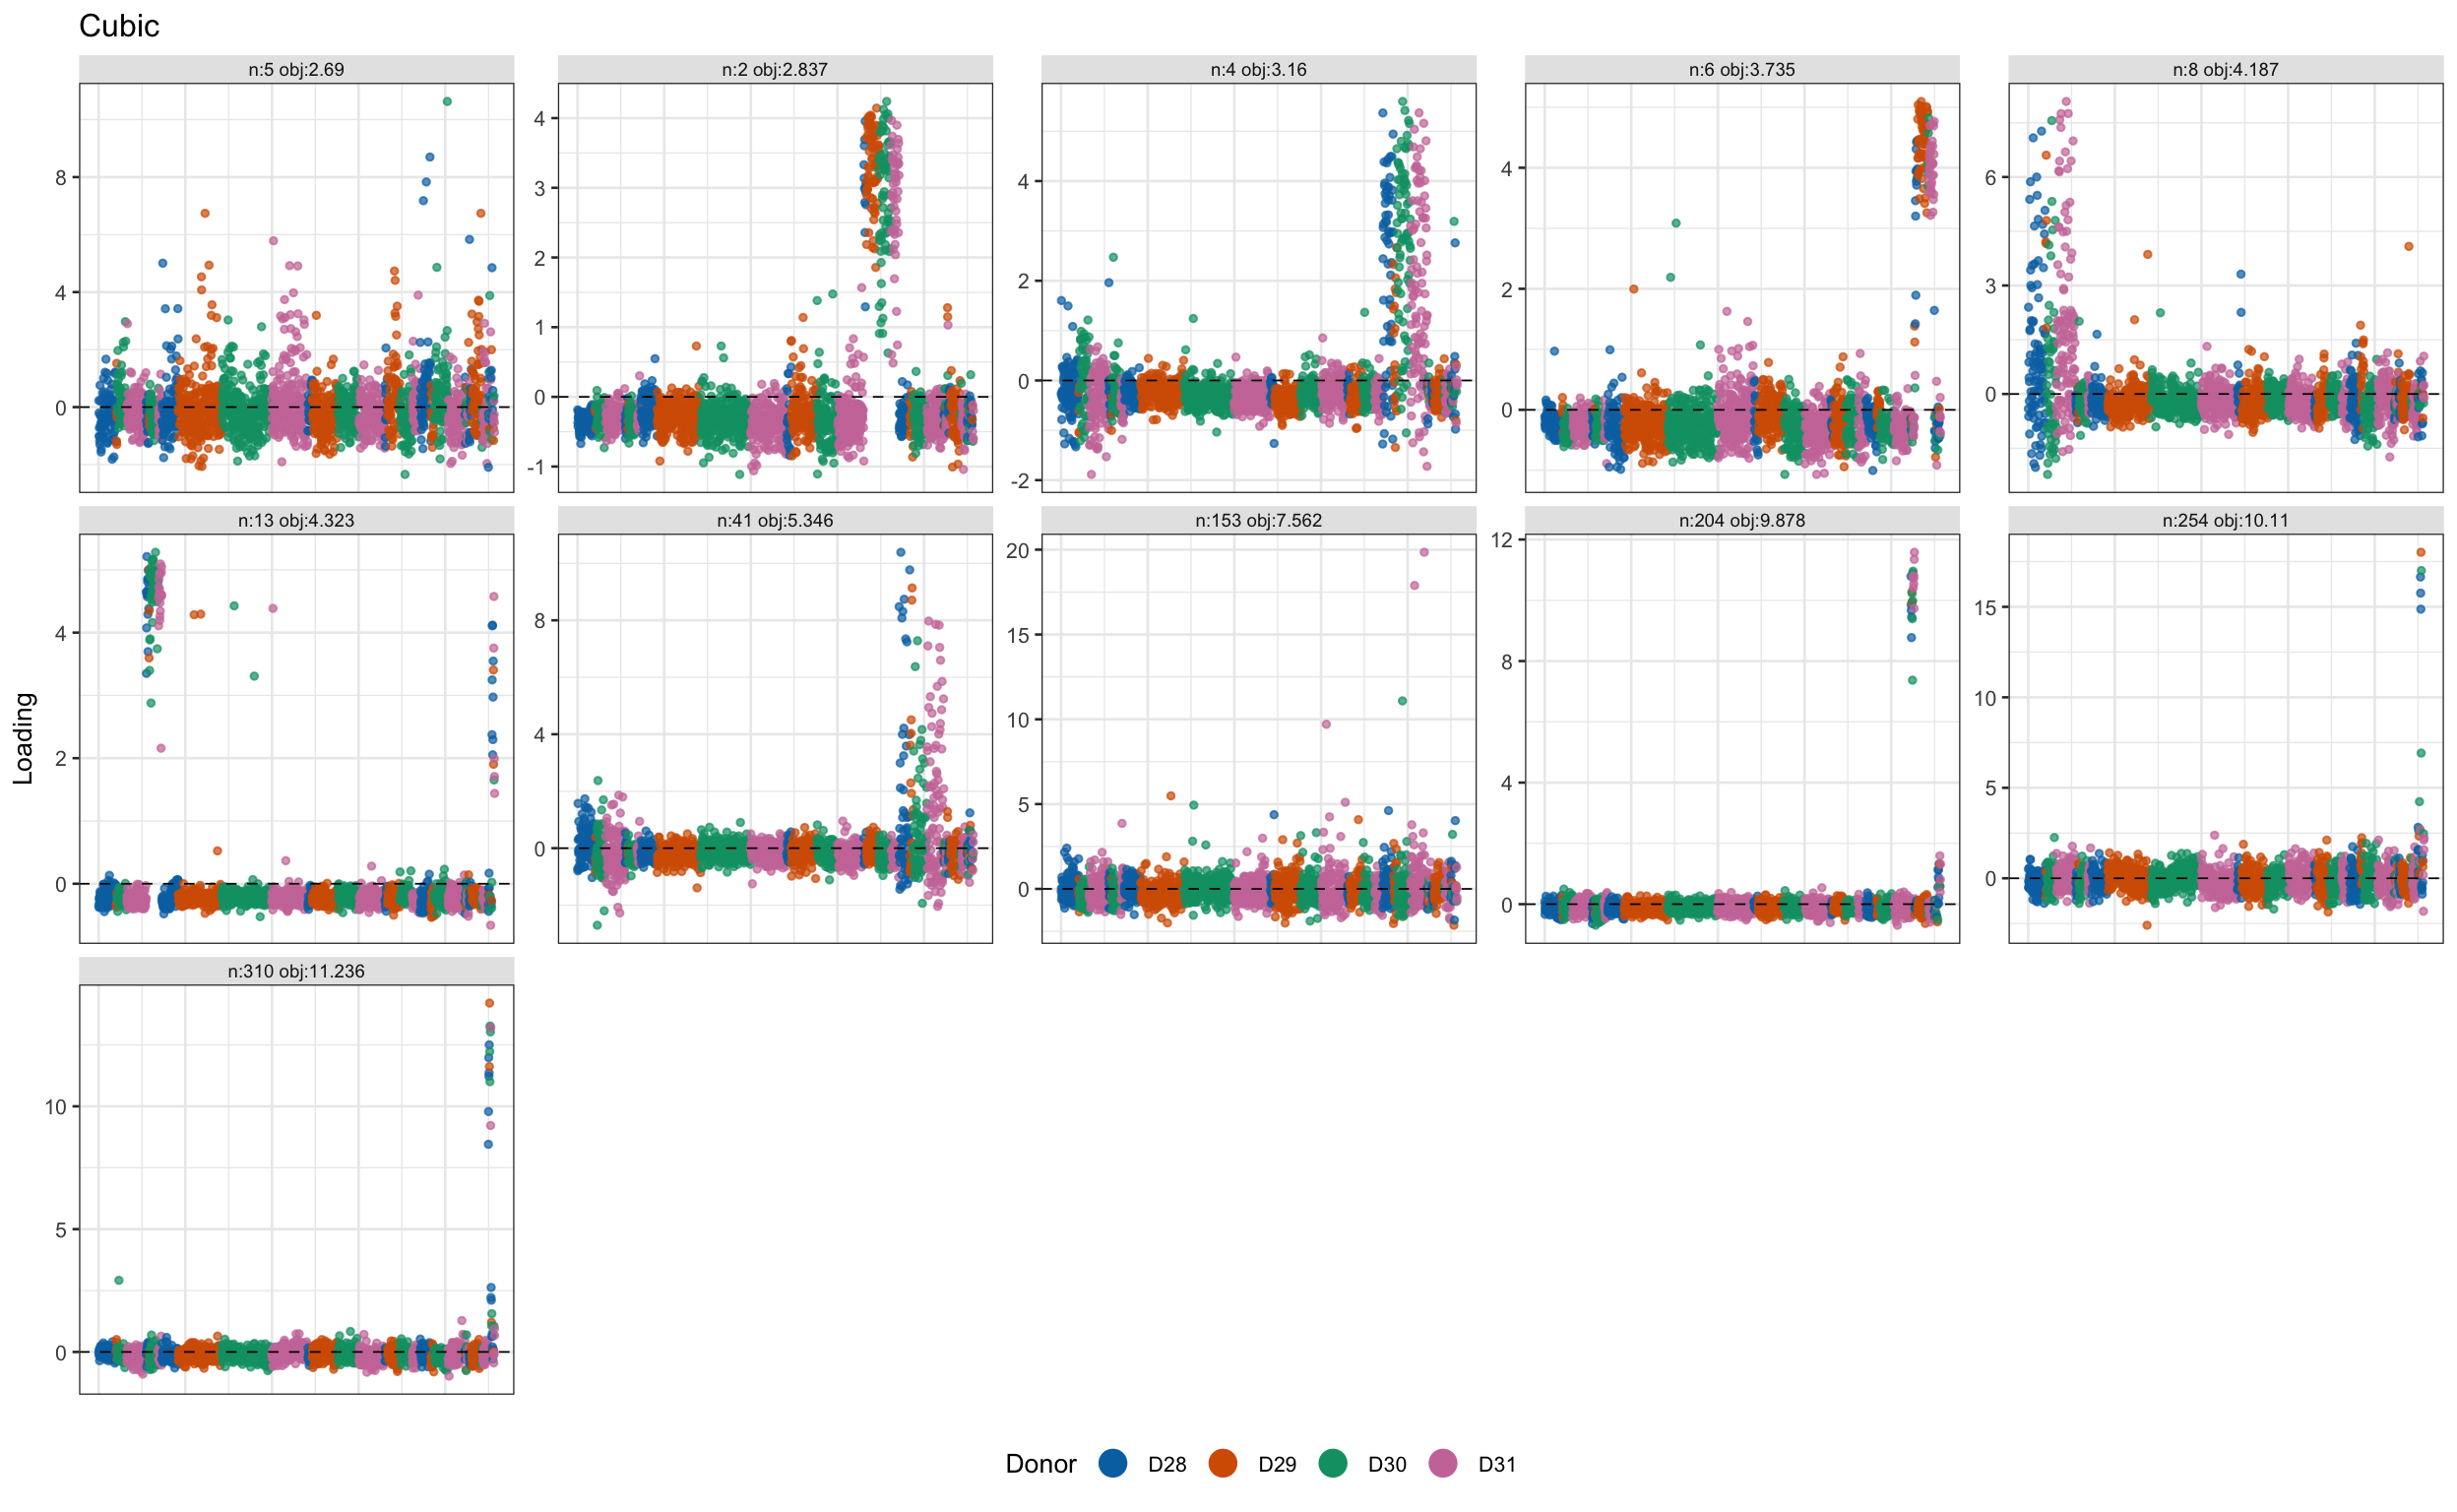 Cubic
n:5 obj:2.69
n:2 obj:2.837
n:4 obj:3.16
n:6 obj:3.735
n:8 obj:4.187
8
4
0
4
3
2
1
0
-1
4
2
0
-2
4
2
0
6
3
0
n:13 obj:4.323
n:41 obj:5.346
n:153 obj:7.562
n:204 obj:9.878
n:254 obj:10.11
4
2
0
8
4
0
20
15
10
5
0
12
8
4
0
15
10
5
0
Loading
n:310 obj:11.236
10
5
0
Donor D28 D29 D30 D31